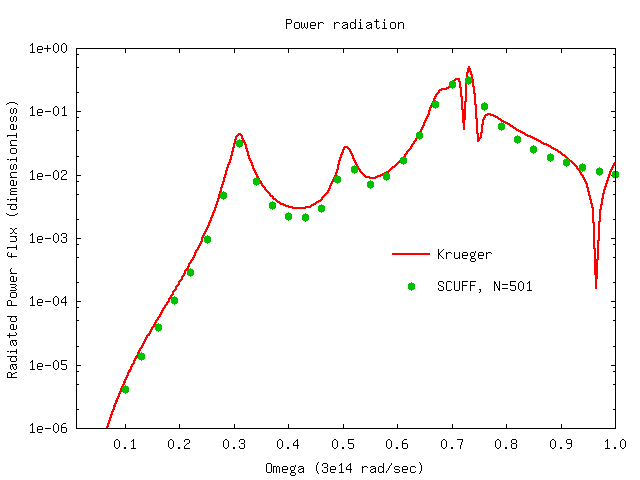 Power radiation
1e+00
1e-01
1e-02
1e-03
1e-04
1e-05
1e-06
Radiated Power flux (dimensionless)
Krueger
SCUFF, N=501
0.1 0.2 0.3 0.4 0.5 0.6 0.7 0.8 0.9 1.0
Omega (3e14 rad/sec)